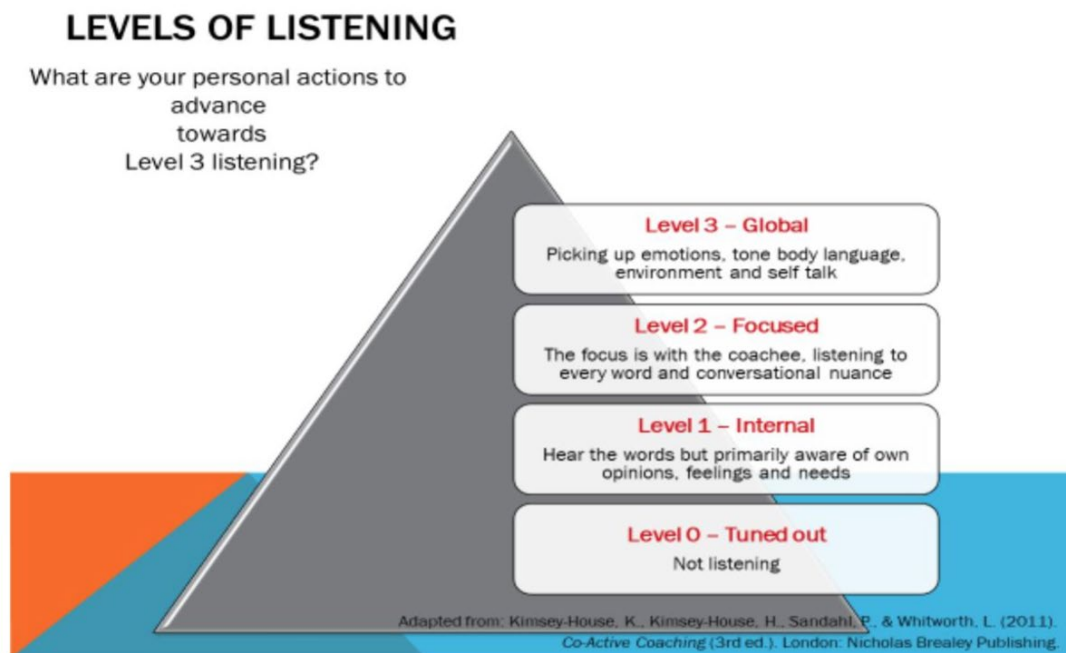 LEVELS OF LISTENING
What are your personal actions to
advance
towards
Level 3 listening?
Level 3 – Global
Picking up emotions, tone body language,
environment and self talk
Level 2 – Focused
The focus is with the coachee, listening to
every word and conversational nuance
Level 1 – Internal
Hear the words but primarily aware of own
opinions, feelings and needs
Level 0 – Tuned out
Not listening
Adapted from: Kimsey-House, K., Kimsey-House, H., Sandahl, P., & Whitworth, L. (2011).
Co-Active Coaching (3rd ed.). London: Nicholas Brealey Publishing.